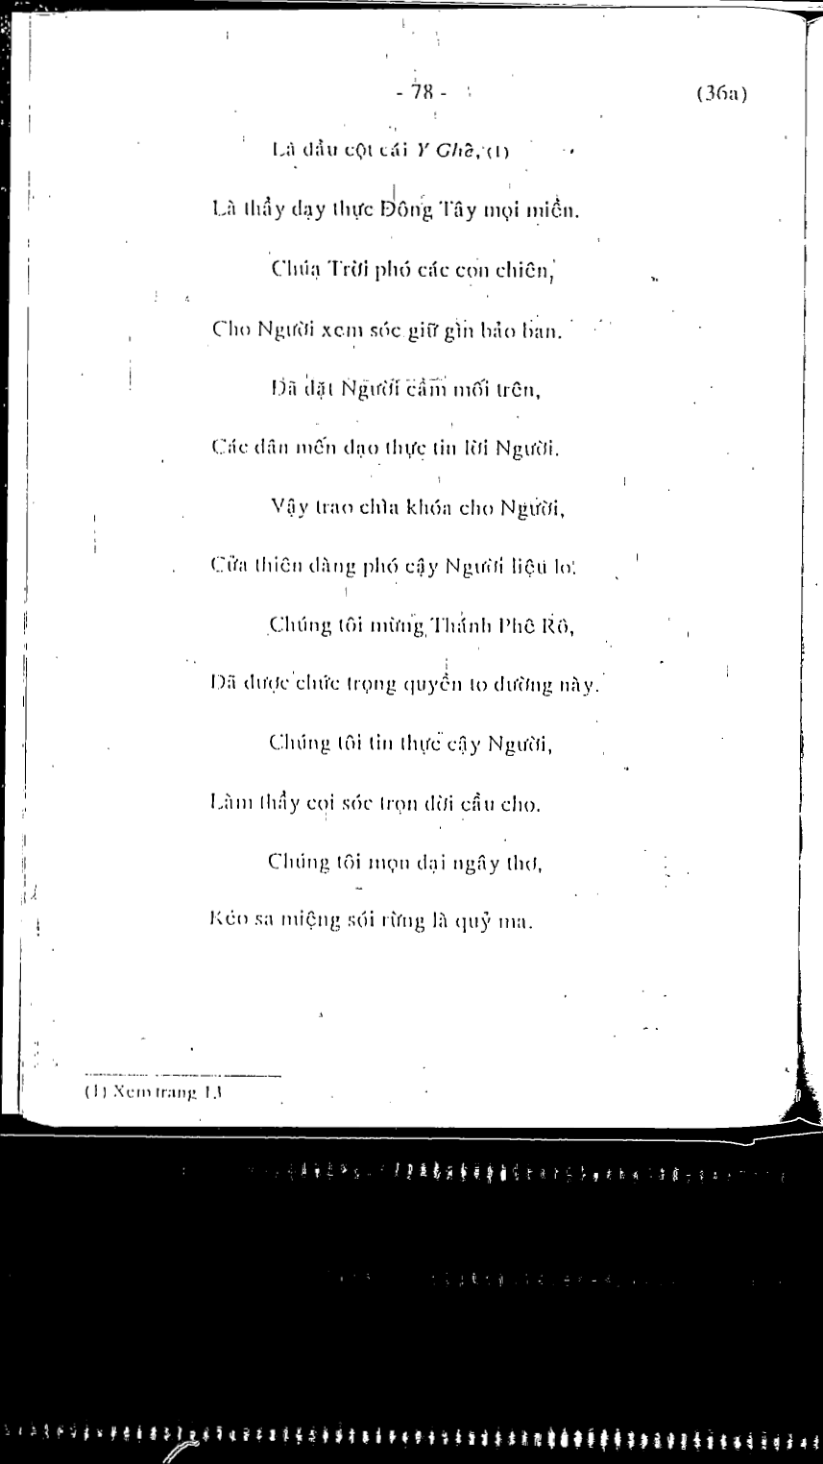 - 78 - (36a)
Là đầu cột cái Y Ghê, (1)
Là thầy dạy thực Đông Tây mọi miền.
Chúa Trời phó các con chiên,
Cho Người xem sóc giữ gìn bảo ban.
Đã đặt Người cầm mối trên,
Các dân mến đạo thực tin lời Người.
Vậy trao chìa khóa cho Người,
Cửa thiên đàng phó cậy Người liệu lo.
Chúng tôi mừng Thánh Phê Rô,
Đã được chức trọng quyền to dường này.
Chúng tôi tin thực cậy Người,
Làm thầy coi sóc trọn đời cầu cho.
Chúng tôi mọn dại ngây thơ,
Kẻo sa miệng sói rừng là quỷ ma.
(1) Xem trang 13